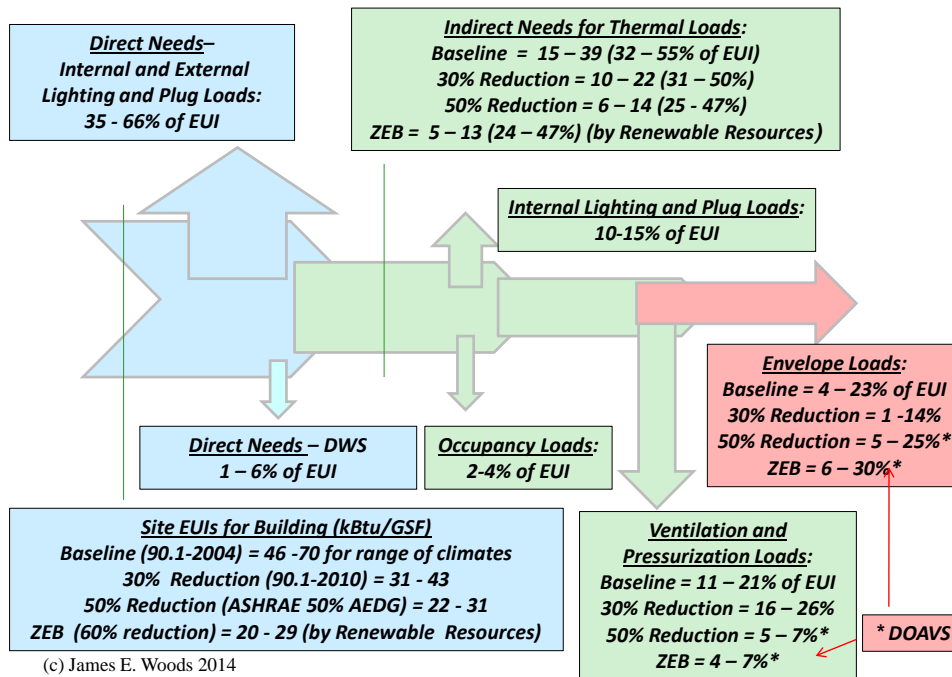 Direct Needs–
Internal and External
Lighting and Plug Loads:
35 - 66% of EUI
Indirect Needs for Thermal Loads:
Baseline = 15 – 39 (32 – 55% of EUI)
30% Reduction = 10 – 22 (31 – 50%)
50% Reduction = 6 – 14 (25 - 47%)
ZEB = 5 – 13 (24 – 47%) (by Renewable Resources)
Internal Lighting and Plug Loads:
10-15% of EUI
Envelope Loads:
Baseline = 4 – 23% of EUI
30% Reduction = 1 -14%
50% Reduction = 5 – 25%*
ZEB = 6 – 30%*
Direct Needs – DWS
1 – 6% of EUI
Occupancy Loads:
2-4% of EUI
Site EUIs for Building (kBtu/GSF)
Baseline (90.1-2004) = 46 -70 for range of climates
30% Reduction (90.1-2010) = 31 - 43
50% Reduction (ASHRAE 50% AEDG) = 22 - 31
ZEB (60% reduction) = 20 - 29 (by Renewable Resources)
Ventilation and
Pressurization Loads:
Baseline = 11 – 21% of EUI
30% Reduction = 16 – 26%
50% Reduction = 5 – 7%*
ZEB = 4 – 7%*
* DOAVS
(c) James E. Woods 2014